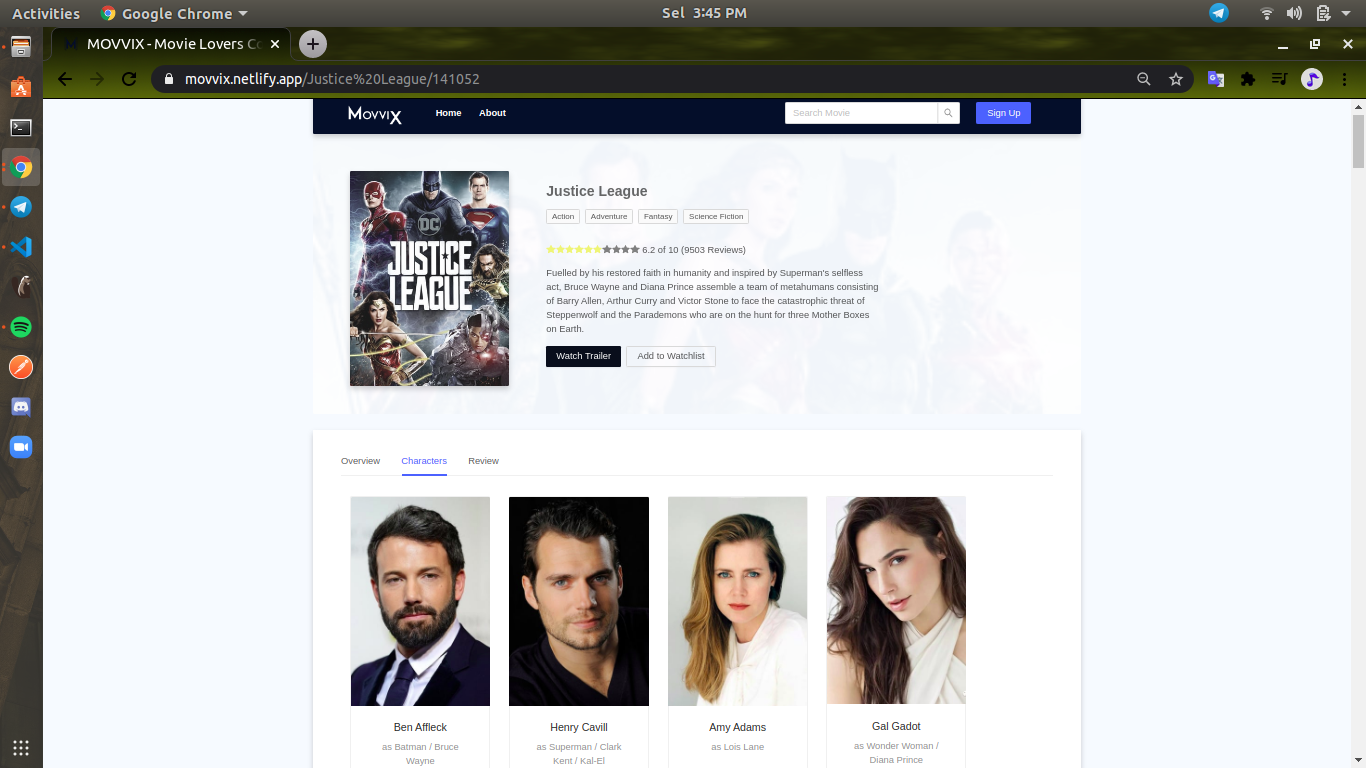 Activities
Google Chrome
Sel 3:45 PM
MOVVIX - Movie Lovers Co
movvix.netlify.app/Justice%20League/141052
MovviX
Home
About
Search Movie
Sign Up
DC
JUSTICE
LEAGUE
Justice League
Action
Adventure
Fantasy
Science Fiction
6.2 of 10 (9503 Reviews)
Fuelled by his restored faith in humanity and inspired by Superman's selfless
act, Bruce Wayne and Diana Prince assemble a team of metahumans consisting
of Barry Allen, Arthur Curry and Victor Stone to face the catastrophic threat of
Steppenwolf and the Parademons who are on the hunt for three Mother Boxes
on Earth.
Watch Trailer
Add to Watchlist
Overview
Characters
Review
Ben Affleck
as Batman / Bruce
Wayne
Henry Cavill
as Superman / Clark
Kent / Kal-El
Amy Adams
as Lois Lane
Gal Gadot
as Wonder Woman /
Diana Prince